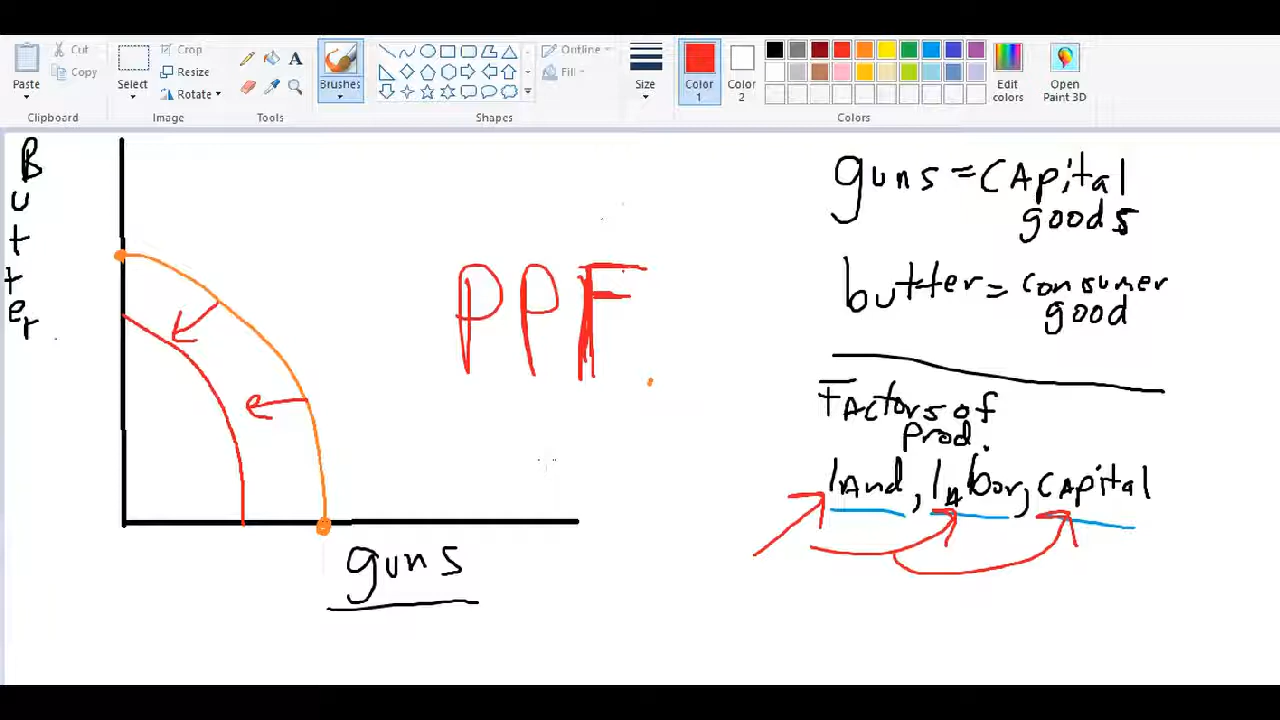 Cut
Copy
Paste
Clipboard
Select
Crop
Resize
Rotate
Image
A
Tools
Brushes
Outline
Fill
Shapes
Size
Color 1
Color 2
Edit colors
Open Paint 3D
Colors
Butter
PPF
guns
guns = CApital
goods
butter = consumer
good
FActors of
Prod.
lAnd, lAbor, CApital